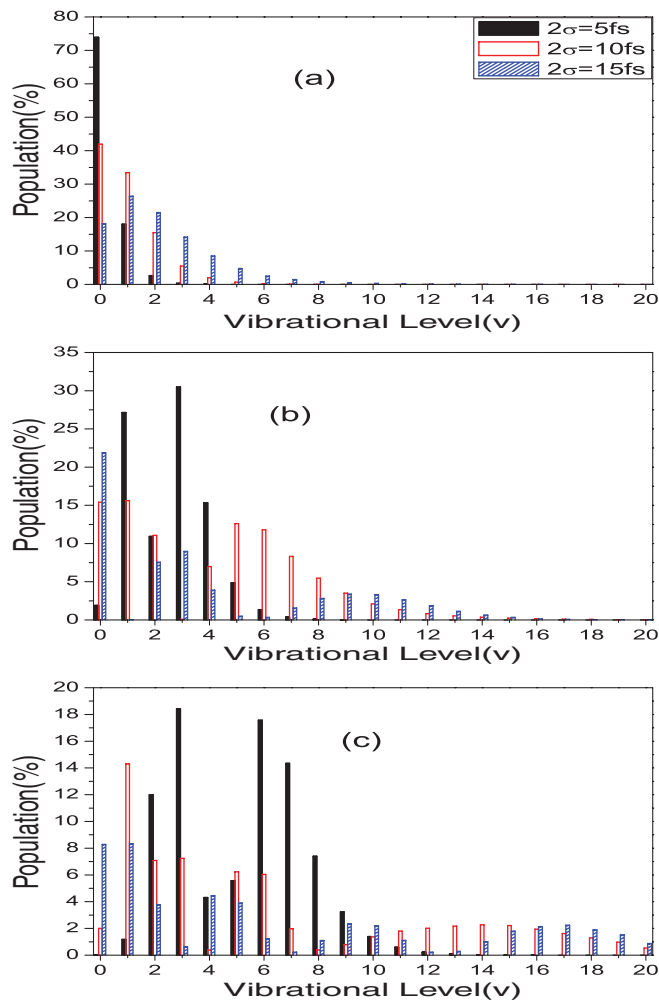 80
70
60
50
40
30
20
10
0
Population(%)
(a)
2σ=5fs
2σ=10fs
2σ=15fs
0 2 4 6 8 10 12 14 16 18 20
Vibrational Level(v)
35
30
25
20
15
10
5
0
Population(%)
(b)
0 2 4 6 8 10 12 14 16 18 20
Vibrational Level(v)
20
18
16
14
12
10
8
6
4
2
0
Population(%)
(c)
0 2 4 6 8 10 12 14 16 18 20
Vibrational Level(v)